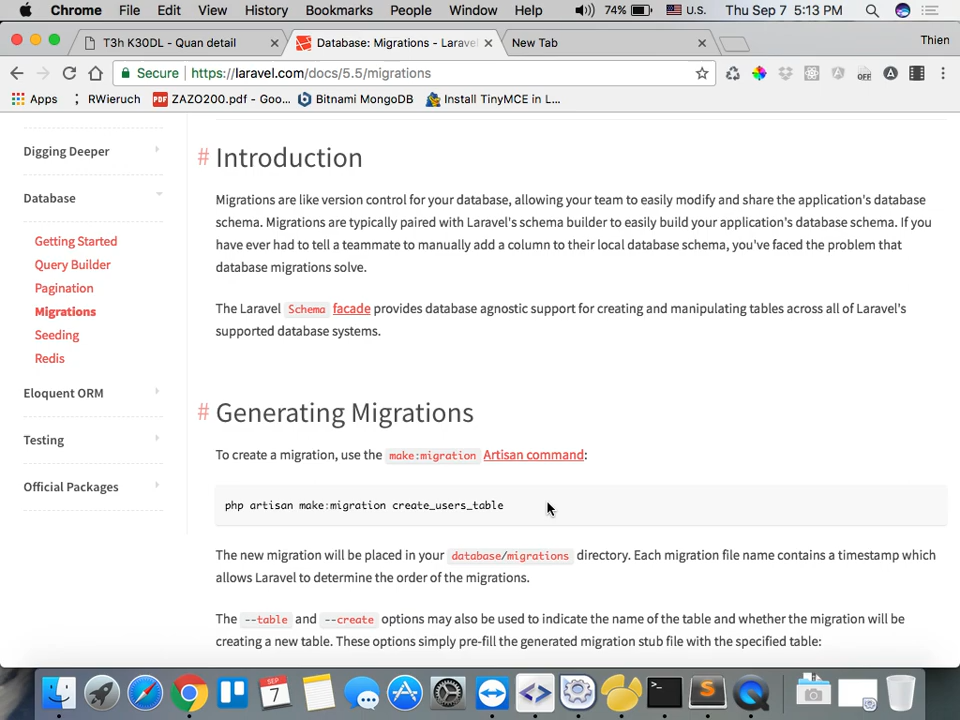 Chrome File Edit View History Bookmarks People Window Help 74% U.S. Thu Sep 7 5:13 PM
T3h K30DL - Quan detail
Database: Migrations - Larave
New Tab
Thien
Secure https://laravel.com/docs/5.5/migrations
OFF
Apps RWieruch ZAZO200.pdf - Goo... Bitnami MongoDB Install TinyMCE in L...
Digging Deeper
Database
Getting Started
Query Builder
Pagination
Migrations
Seeding
Redis
Eloquent ORM
Testing
Official Packages
# Introduction
Migrations are like version control for your database, allowing your team to easily modify and share the application's database
schema. Migrations are typically paired with Laravel's schema builder to easily build your application's database schema. If you
have ever had to tell a teammate to manually add a column to their local database schema, you've faced the problem that
database migrations solve.
The Laravel Schema facade provides database agnostic support for creating and manipulating tables across all of Laravel's
supported database systems.
# Generating Migrations
To create a migration, use the make:migration Artisan command:
php artisan make:migration create_users_table
The new migration will be placed in your database/migrations directory. Each migration file name contains a timestamp which
allows Laravel to determine the order of the migrations.
The --table and --create options may also be used to indicate the name of the table and whether the migration will be
creating a new table. These options simply pre-fill the generated migration stub file with the specified table:
SEP
7